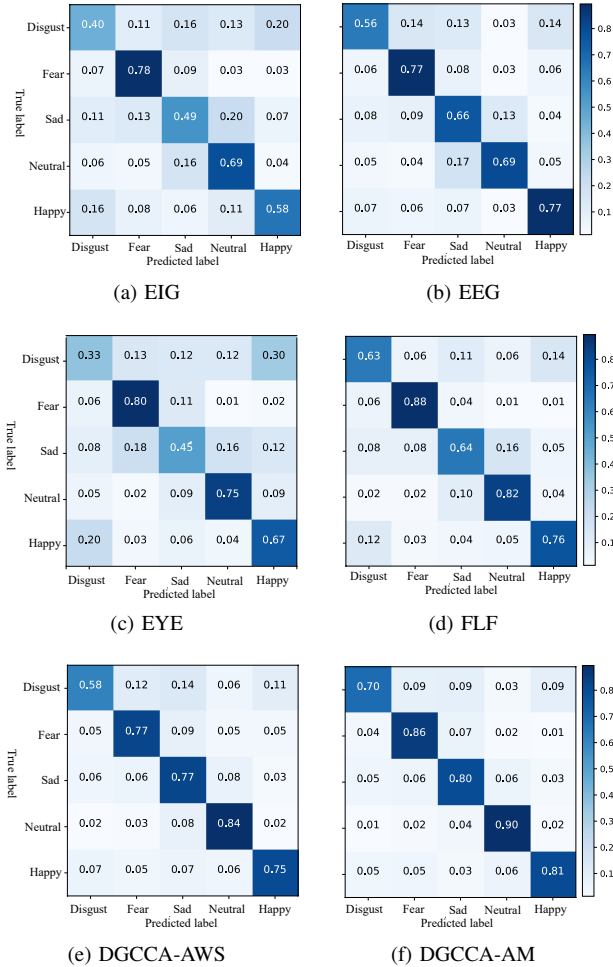 Disgust 0.40 0.11 0.16 0.13 0.20
Fear 0.07 0.78 0.09 0.03 0.03
Sad 0.11 0.13 0.49 0.20 0.07
Neutral 0.06 0.05 0.16 0.69 0.04
Happy 0.16 0.08 0.06 0.11 0.58
True label
Disgust Fear Sad Neutral Happy
Predicted label
(a) EIG
Disgust 0.56 0.14 0.13 0.03 0.14
Fear 0.06 0.77 0.08 0.03 0.06
Sad 0.08 0.09 0.66 0.13 0.04
Neutral 0.05 0.04 0.17 0.69 0.05
Happy 0.07 0.06 0.07 0.03 0.77
True label
Disgust Fear Sad Neutral Happy
Predicted label
0.8
0.7
0.6
0.5
0.4
0.3
0.2
0.1
(b) EEG
Disgust 0.33 0.13 0.12 0.12 0.30
Fear 0.06 0.80 0.11 0.01 0.02
Sad 0.08 0.18 0.45 0.16 0.12
Neutral 0.05 0.02 0.09 0.75 0.09
Happy 0.20 0.03 0.06 0.04 0.67
True label
Disgust Fear Sad Neutral Happy
Predicted label
(c) EYE
Disgust 0.63 0.06 0.11 0.06 0.14
Fear 0.06 0.88 0.04 0.01 0.01
Sad 0.08 0.08 0.64 0.16 0.05
Neutral 0.02 0.02 0.10 0.82 0.04
Happy 0.12 0.03 0.04 0.05 0.76
True label
Disgust Fear Sad Neutral Happy
Predicted label
0.8
0.7
0.6
0.5
0.4
0.3
0.2
0.1
(d) FLF
Disgust 0.58 0.12 0.14 0.06 0.11
Fear 0.05 0.77 0.09 0.05 0.05
Sad 0.06 0.06 0.77 0.08 0.03
Neutral 0.02 0.03 0.08 0.84 0.02
Happy 0.07 0.05 0.07 0.06 0.75
True label
Disgust Fear Sad Neutral Happy
Predicted label
(e) DGCCA-AWS
Disgust 0.70 0.09 0.09 0.03 0.09
Fear 0.04 0.86 0.07 0.02 0.01
Sad 0.05 0.06 0.80 0.06 0.03
Neutral 0.01 0.02 0.04 0.90 0.02
Happy 0.05 0.05 0.03 0.06 0.81
True label
Disgust Fear Sad Neutral Happy
Predicted label
0.8
0.7
0.6
0.5
0.4
0.3
0.2
0.1
(f) DGCCA-AM